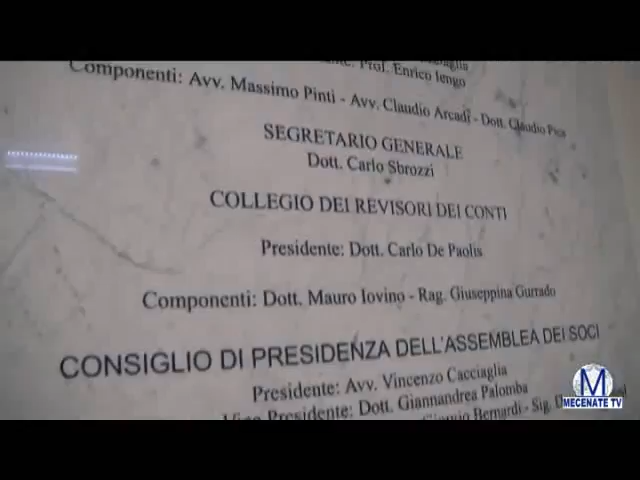 Prof. Enrico Iengo
Componenti: Avv. Massimo Pinti - Avv. Claudio Arcadi - Dott. Claudio
SEGRETARIO GENERALE
Dott. Carlo Sbrozzi
COLLEGIO DEI REVISORI DEI CONTI
Presidente: Dott. Carlo De Paolis
Componenti: Dott. Mauro Iovino - Rag. Giuseppina Gurrado
CONSIGLIO DI PRESIDENZA DELL'ASSEMBLEA DEI SOCI
Presidente: Avv. Vincenzo Cacciaglia
Presidente: Dott. Giannandrea Palomba
Bernardi - Sig.
M
MECENATE TV